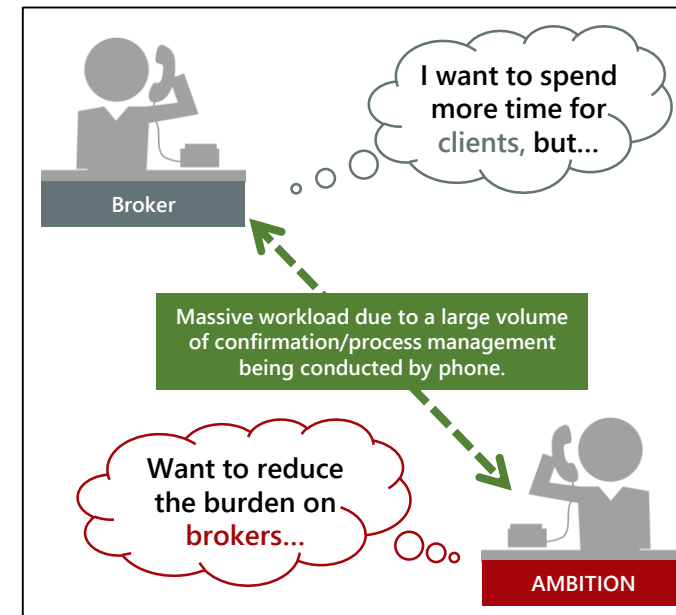 I want to spend
more time for
clients, but...
Broker
Massive workload due to a large volume
of confirmation/process management
being conducted by phone.
Want to reduce
the burden on
brokers...
AMBITION